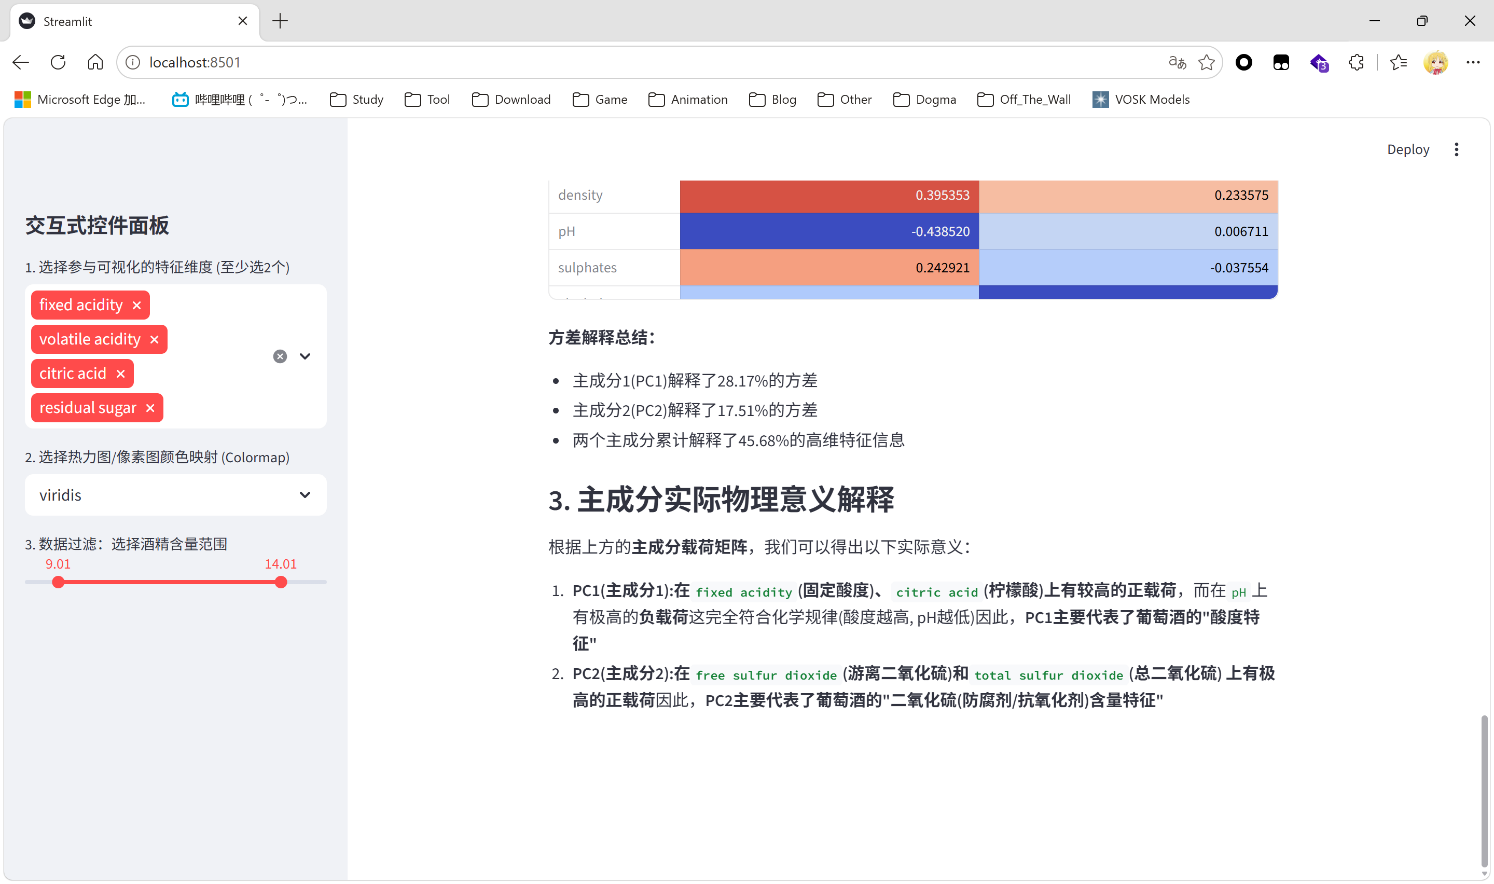 Streamlit
localhost:8501
Microsoft Edge 加...
哔哩哔哩 (゜-゜)つ...
Study
Tool
Download
Game
Animation
Blog
Other
Dogma
Off_The_Wall
VOSK Models
Deploy
交互式控件面板
1. 选择参与可视化的特征维度 (至少选2个)
fixed acidity
volatile acidity
citric acid
residual sugar
2. 选择热力图/像素图颜色映射 (Colormap)
viridis
3. 数据过滤：选择酒精含量范围
9.01 14.01
density 0.395353 0.233575
pH -0.438520 0.006711
sulphates 0.242921 -0.037554
方差解释总结：
主成分1(PC1)解释了28.17%的方差
主成分2(PC2)解释了17.51%的方差
两个主成分累计解释了45.68%的高维特征信息
3. 主成分实际物理意义解释
根据上方的主成分载荷矩阵，我们可以得出以下实际意义：
1. PC1(主成分1):在 fixed acidity (固定酸度)、 citric acid (柠檬酸)上有较高的正载荷，而在 pH 上
有极高的负载荷这完全符合化学规律(酸度越高, pH越低)因此，PC1主要代表了葡萄酒的"酸度特
征"
2. PC2(主成分2):在 free sulfur dioxide (游离二氧化硫)和 total sulfur dioxide (总二氧化硫) 上有极
高的正载荷因此，PC2主要代表了葡萄酒的"二氧化硫(防腐剂/抗氧化剂)含量特征"